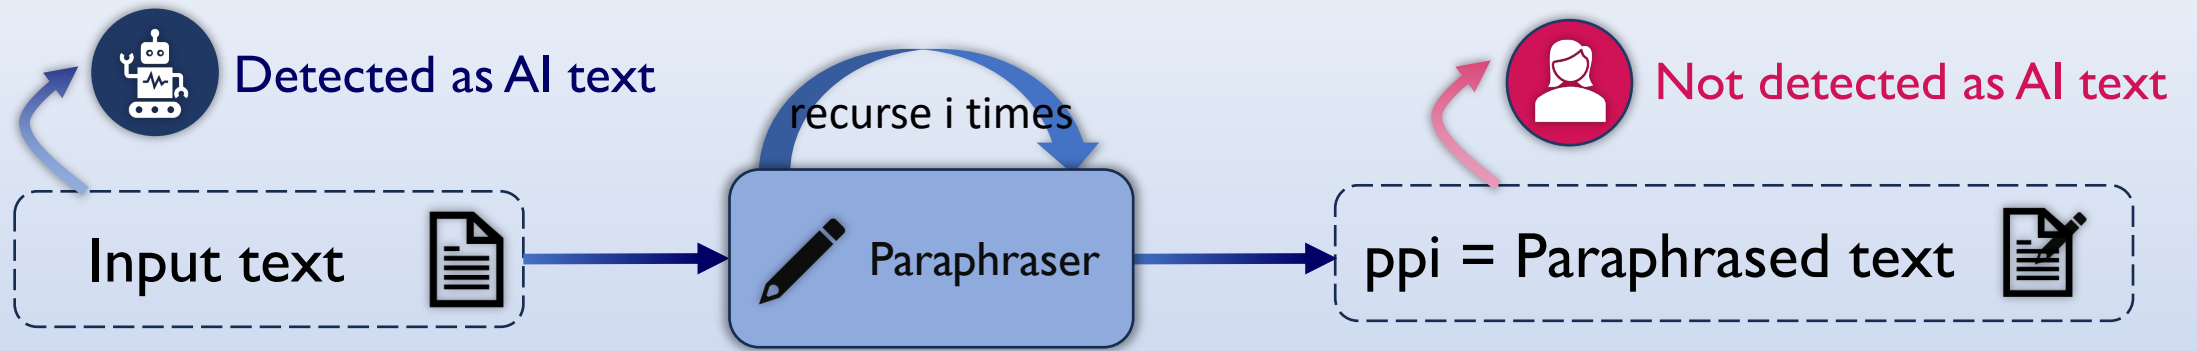 Detected as AI text
recurse i times
Not detected as AI text
Input text
Paraphraser
ppi = Paraphrased text